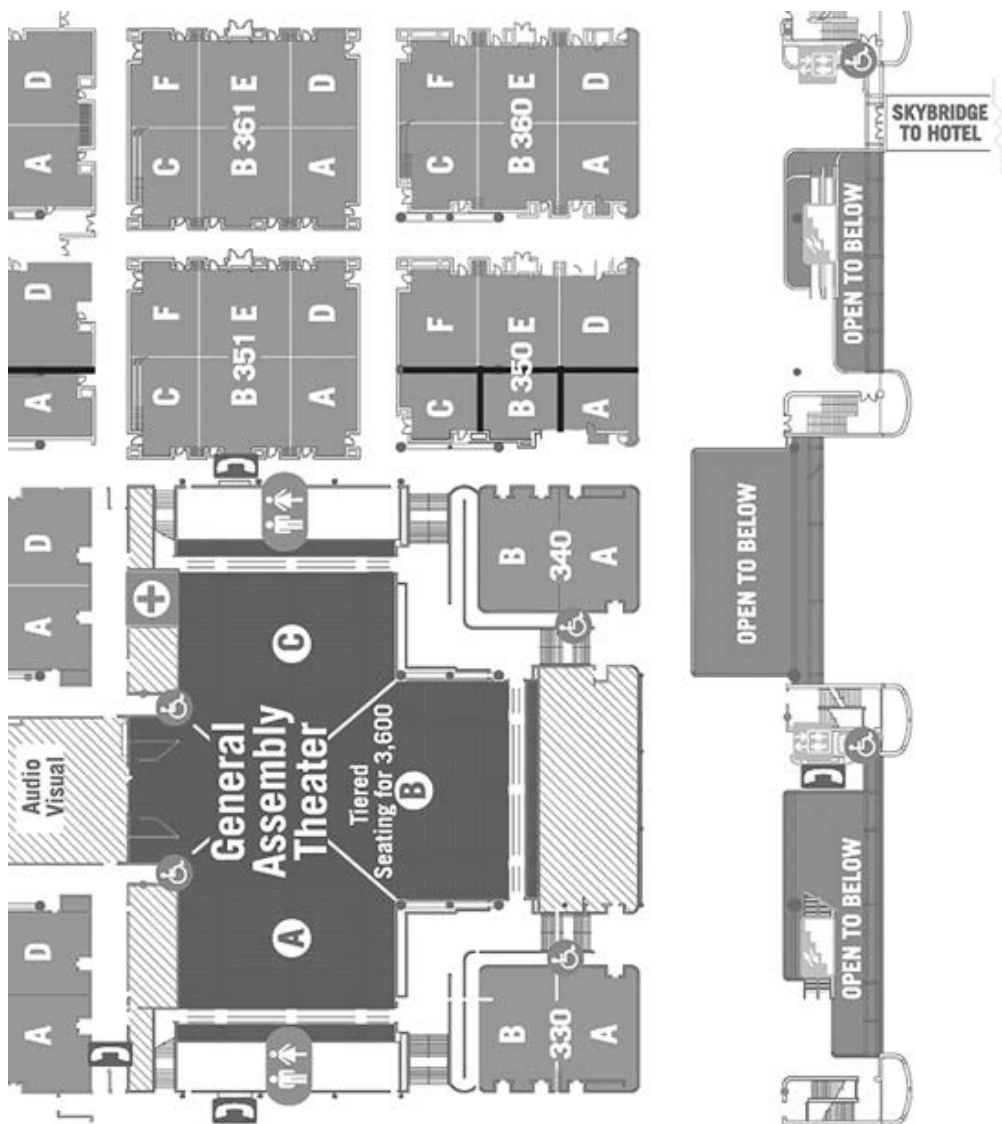 D
A
F
E
D
C
B 361
A
F
E
D
C
B 360
A
SKYBRIDGE
TO HOTEL
OPEN TO BELOW
D
A
F
E
D
C
B 351
A
F
E
D
C
B 350
A
OPEN TO BELOW
D
A
B
340
A
C
General
Assembly
Theater
Tiered
Seating for 3,600
B
A
Audio
Visual
OPEN TO BELOW
D
A
B
330
A